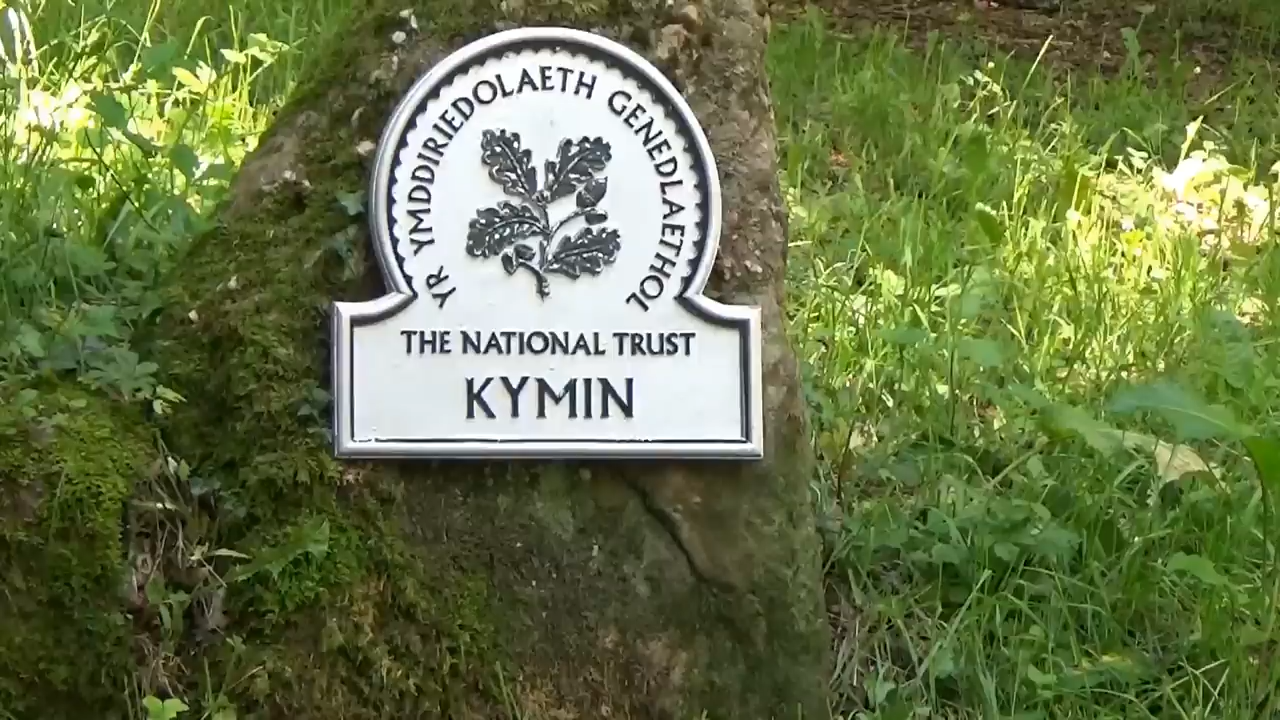 YR YMDDIRIEDOLAETH GENEDLAETHOL
THE NATIONAL TRUST
KYMIN